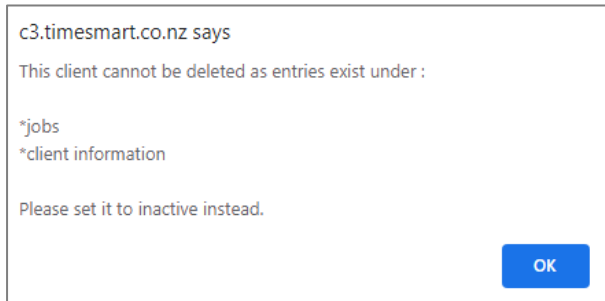 c3.timesmart.co.nz says
This client cannot be deleted as entries exist under :
*jobs
*client information
Please set it to inactive instead.
OK